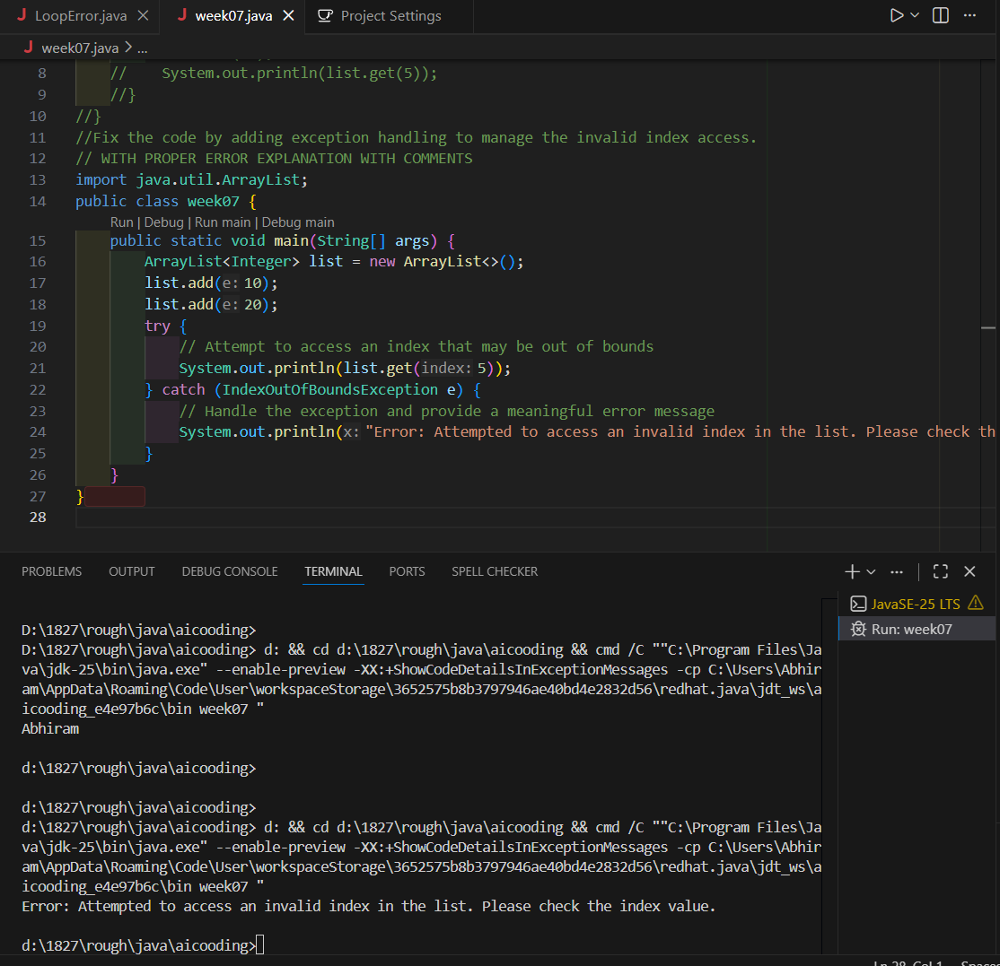 LoopError.java
week07.java
Project Settings
week07.java > ...
8 // System.out.println(list.get(5));
9 //}
10 //}
11 //Fix the code by adding exception handling to manage the invalid index access.
12 // WITH PROPER ERROR EXPLANATION WITH COMMENTS
13 import java.util.ArrayList;
14 public class week07 {
Run | Debug | Run main | Debug main
15 public static void main(String[] args) {
16 ArrayList<Integer> list = new ArrayList<>();
17 list.add(e: 10);
18 list.add(e: 20);
19 try {
20 // Attempt to access an index that may be out of bounds
21 System.out.println(list.get(index: 5));
22 } catch (IndexOutOfBoundsException e) {
23 // Handle the exception and provide a meaningful error message
24 System.out.println(x: "Error: Attempted to access an invalid index in the list. Please check th
25 }
26 }
27 }
28
PROBLEMS OUTPUT DEBUG CONSOLE TERMINAL PORTS SPELL CHECKER
JavaSE-25 LTS
Run: week07
D:\1827\rough\java\aicooding>
D:\1827\rough\java\aicooding> d: && cd d:\1827\rough\java\aicooding && cmd /C ""C:\Program Files\Ja
va\jdk-25\bin\java.exe" --enable-preview -XX:+ShowCodeDetailsInExceptionMessages -cp C:\Users\Abhir
am\AppData\Roaming\Code\User\workspaceStorage\3652575b8b3797946ae40bd4e2832d56\redhat.java\jdt_ws\a
icooding_e4e97b6c\bin week07 "
Abhiram
d:\1827\rough\java\aicooding>
d:\1827\rough\java\aicooding>
d:\1827\rough\java\aicooding> d: && cd d:\1827\rough\java\aicooding && cmd /C ""C:\Program Files\Ja
va\jdk-25\bin\java.exe" --enable-preview -XX:+ShowCodeDetailsInExceptionMessages -cp C:\Users\Abhir
am\AppData\Roaming\Code\User\workspaceStorage\3652575b8b3797946ae40bd4e2832d56\redhat.java\jdt_ws\a
icooding_e4e97b6c\bin week07 "
Error: Attempted to access an invalid index in the list. Please check the index value.
d:\1827\rough\java\aicooding>